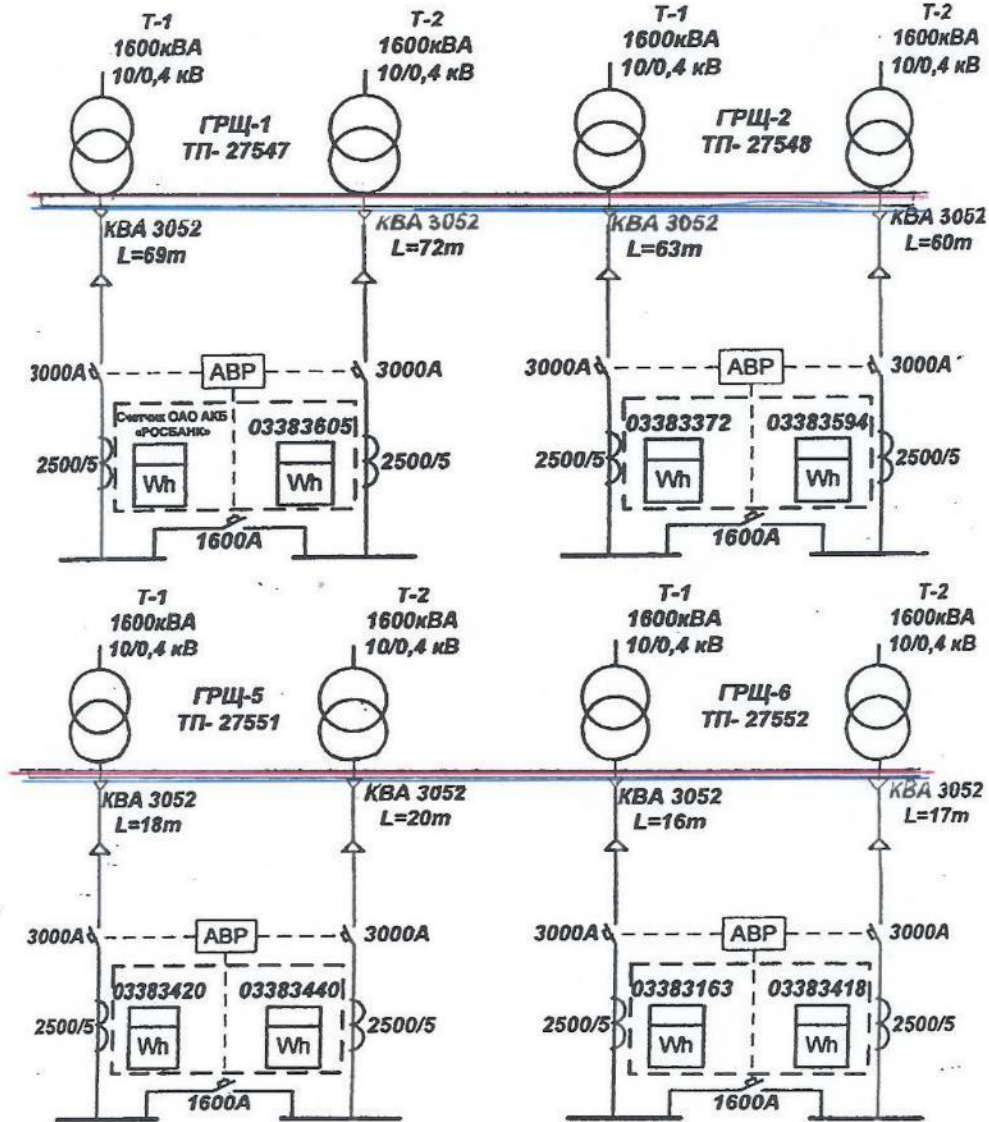 Т-1
1600кВА
10/0,4 кВ
Т-2
1600кВА
10/0,4 кВ
ГРЩ-1
ТП- 27547
КВА 3052
L=69m
КВА 3052
L=72m
3000А
АВР
3000А
Счетчик ОАО АКБ
«РОСБАНК»
03383605
2500/5
Wh
Wh
2500/5
1600А
Т-1
1600кВА
10/0,4 кВ
Т-2
1600кВА
10/0,4 кВ
ГРЩ-2
ТП- 27548
КВА 3052
L=63m
КВА 3052
L=60m
3000А
АВР
3000А
03383372
03383594
2500/5
Wh
Wh
2500/5
1600А
Т-1
1600кВА
10/0,4 кВ
Т-2
1600кВА
10/0,4 кВ
ГРЩ-5
ТП- 27551
КВА 3052
L=18m
КВА 3052
L=20m
3000А
АВР
3000А
03383420
03383440
2500/5
Wh
Wh
2500/5
1600А
Т-1
1600кВА
10/0,4 кВ
Т-2
1600кВА
10/0,4 кВ
ГРЩ-6
ТП- 27552
КВА 3052
L=16m
КВА 3052
L=17m
3000А
АВР
3000А
03383163
03383418
2500/5
Wh
Wh
2500/5
1600А